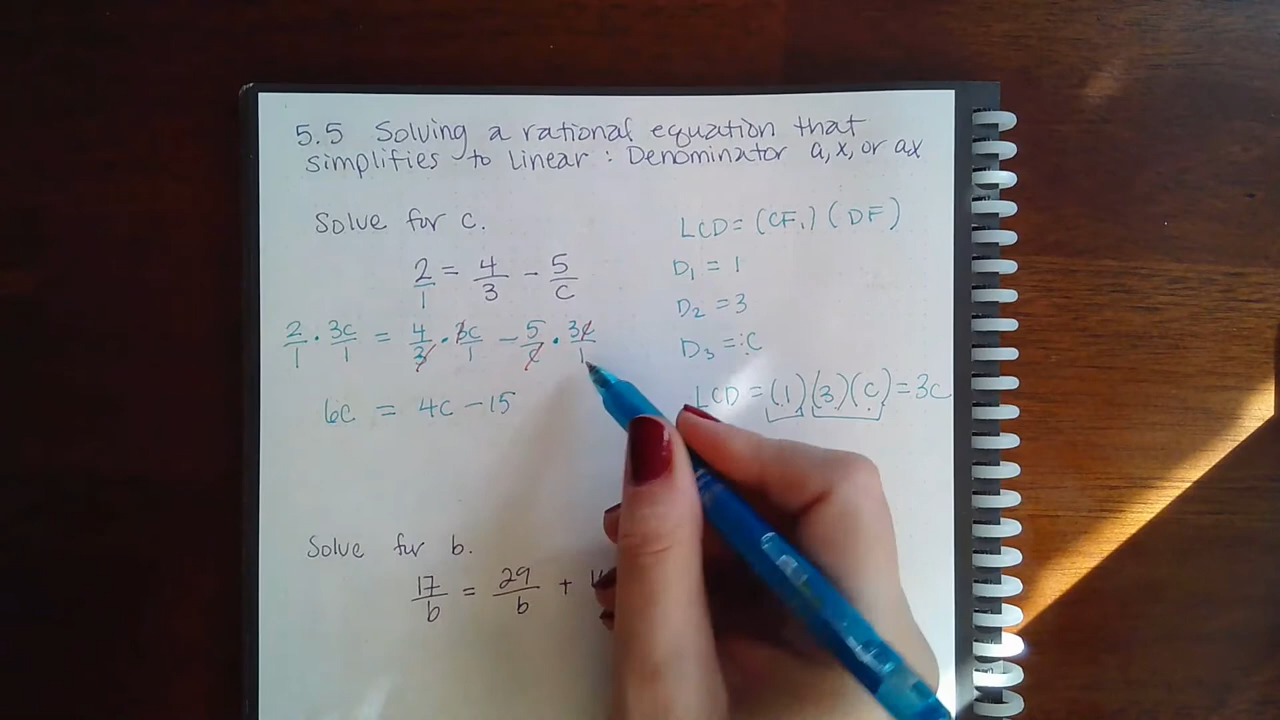 5.5 Solving a rational equation that
simplifies to linear : Denominator a, x, or ax
Solve for c.
2/1 = 4/3 - 5/c
2/1 · 3c/1 = 4/3 · 3c/1 - 5/c · 3c/1
6c = 4c - 15
LCD = (CF,) (DF)
D₁ = 1
D₂ = 3
D₃ = c
LCD = (1)(3)(c) = 3c
Solve for b.
17/b = 29/b +